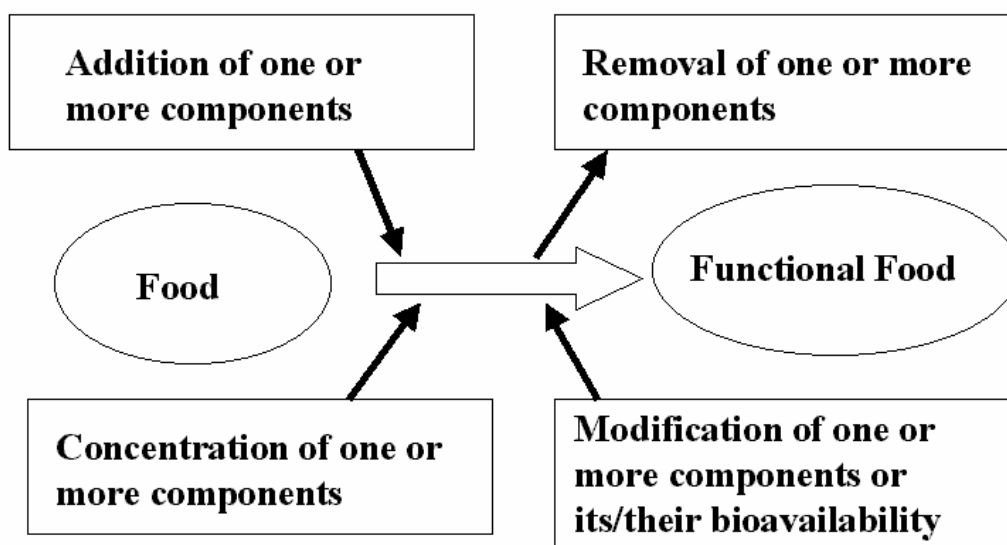 Addition of one or
more components
Removal of one or more
components
Food
Functional Food
Concentration of one or
more components
Modification of one or
more components or
its/their bioavailability